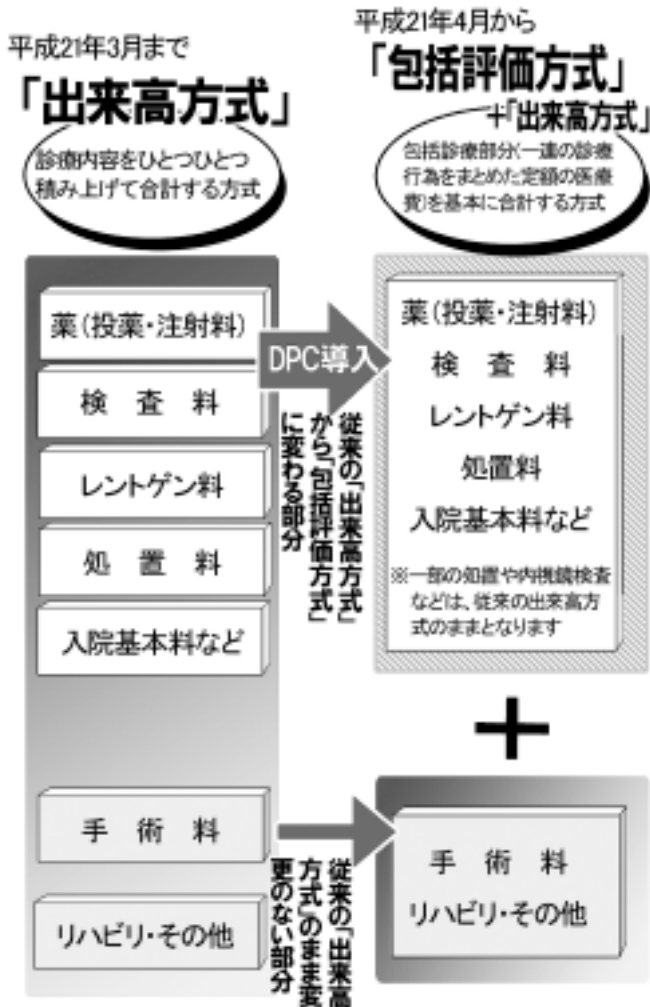 平成21年3月まで
「出来高方式」
診療内容をひとつひとつ
積み上げて合計する方式
薬（投薬・注射料）
検査料
レントゲン料
処置料
入院基本料など
手術料
リハビリ・その他
DPC導入
従来の「出来高方式」
から「包括評価方式」
に変わる部分
従来の「出来高
方式」のまま変
更のない部分
平成21年4月から
「包括評価方式」
＋「出来高方式」
包括診療部分（一連の診療
行為をまとめた定額の医療
費）を基本に合計する方式
薬（投薬・注射料）
検査料
レントゲン料
処置料
入院基本料など
※一部の処置や内視鏡検査
などは、従来の出来高方
式のままとなります
＋
手術料
リハビリ・その他